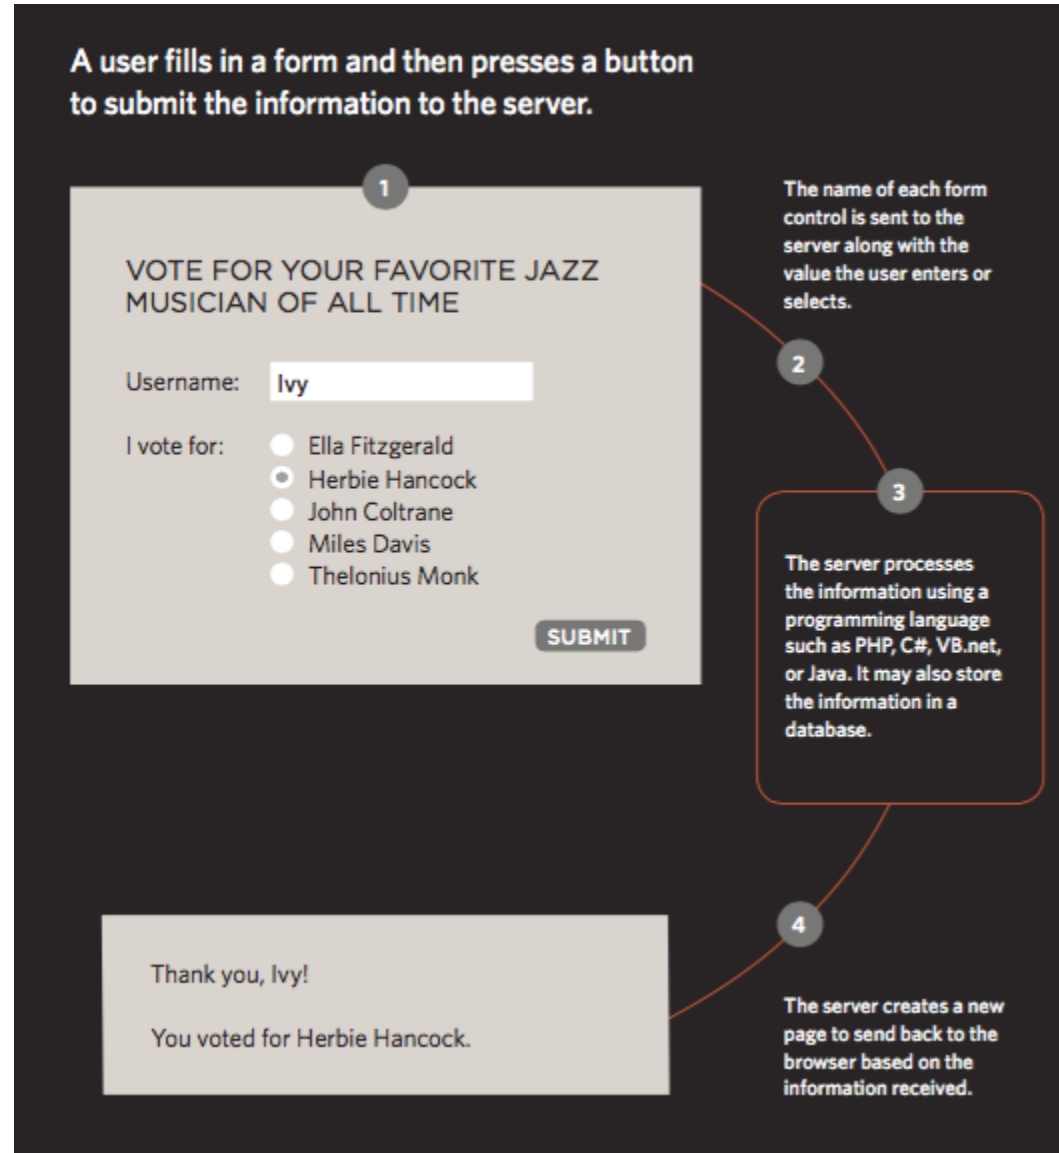 A user fills in a form and then presses a button
to submit the information to the server.
1
VOTE FOR YOUR FAVORITE JAZZ
MUSICIAN OF ALL TIME
Username: Ivy
I vote for: Ella Fitzgerald
Herbie Hancock
John Coltrane
Miles Davis
Thelonius Monk
SUBMIT
The name of each form
control is sent to the
server along with the
value the user enters or
selects.
2
3
The server processes
the information using a
programming language
such as PHP, C#, VB.net,
or Java. It may also store
the information in a
database.
4
The server creates a new
page to send back to the
browser based on the
information received.
Thank you, Ivy!
You voted for Herbie Hancock.